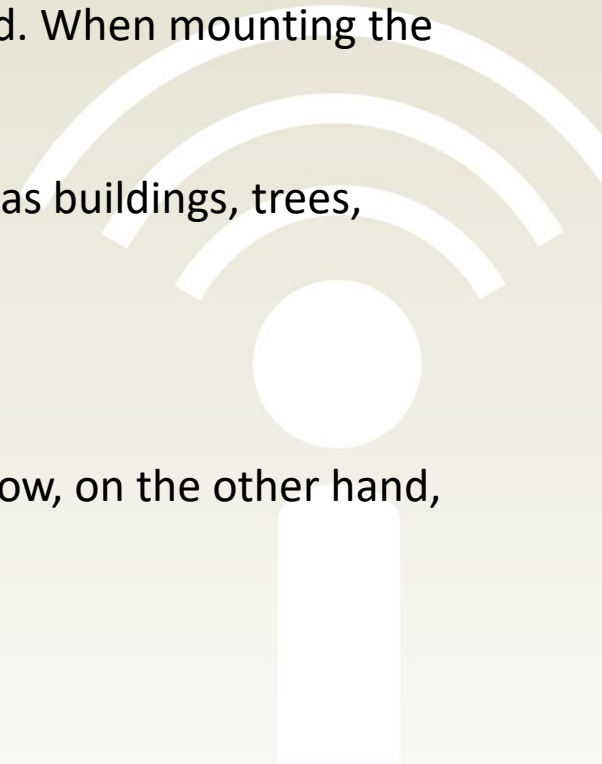 d. When mounting the
as buildings, trees,
ow, on the other hand,